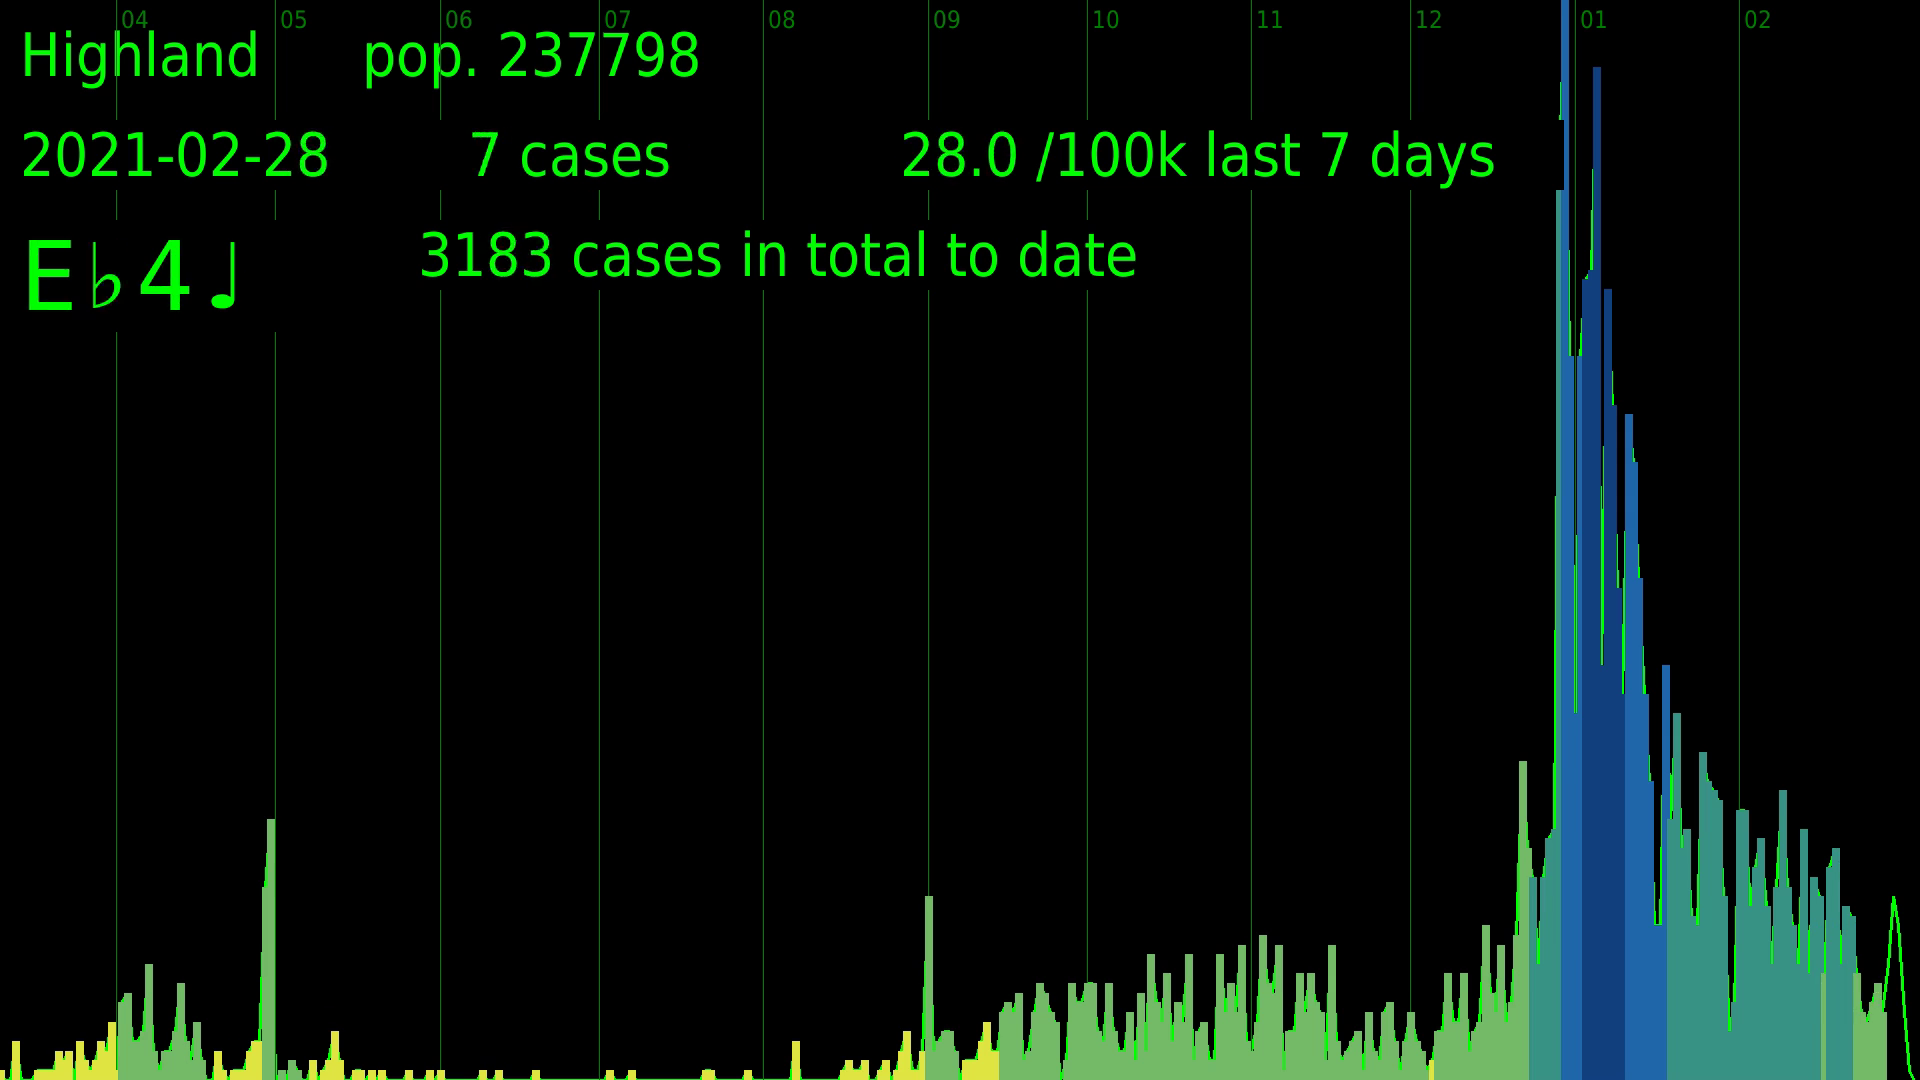 04 05 06 07 08 09 10 11 12 01 02
Highland pop. 237798
2021-02-28 7 cases 28.0 /100k last 7 days
E♭4♩ 3183 cases in total to date